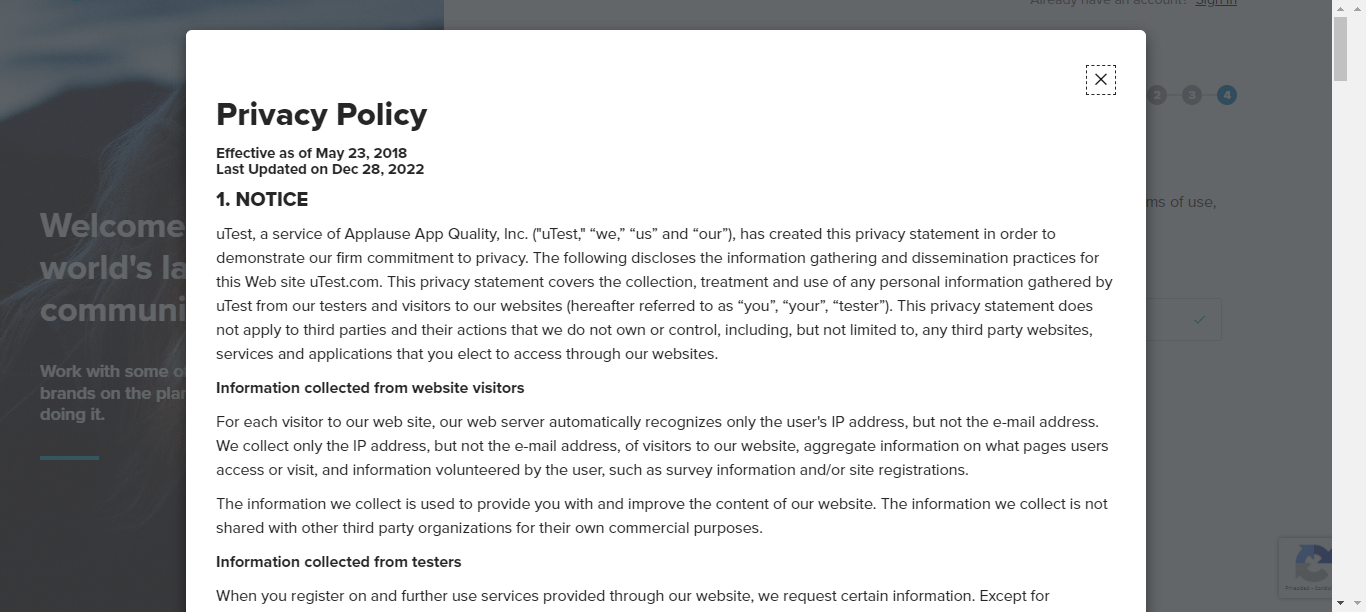 Already have an account? Sign in
Privacy Policy
2 3 4
Effective as of May 23, 2018
Last Updated on Dec 28, 2022
1. NOTICE
ms of use,
Welcome
world's la
communi
uTest, a service of Applause App Quality, Inc. ("uTest," “we,” “us” and “our”), has created this privacy statement in order to
demonstrate our firm commitment to privacy. The following discloses the information gathering and dissemination practices for
this Web site uTest.com. This privacy statement covers the collection, treatment and use of any personal information gathered by
uTest from our testers and visitors to our websites (hereafter referred to as “you”, “your”, “tester”). This privacy statement does
not apply to third parties and their actions that we do not own or control, including, but not limited to, any third party websites,
services and applications that you elect to access through our websites.
Work with some o
brands on the plan
doing it.
Information collected from website visitors
For each visitor to our web site, our web server automatically recognizes only the user's IP address, but not the e-mail address.
We collect only the IP address, but not the e-mail address, of visitors to our website, aggregate information on what pages users
access or visit, and information volunteered by the user, such as survey information and/or site registrations.
The information we collect is used to provide you with and improve the content of our website. The information we collect is not
shared with other third party organizations for their own commercial purposes.
Information collected from testers
When you register on and further use services provided through our website, we request certain information. Except for